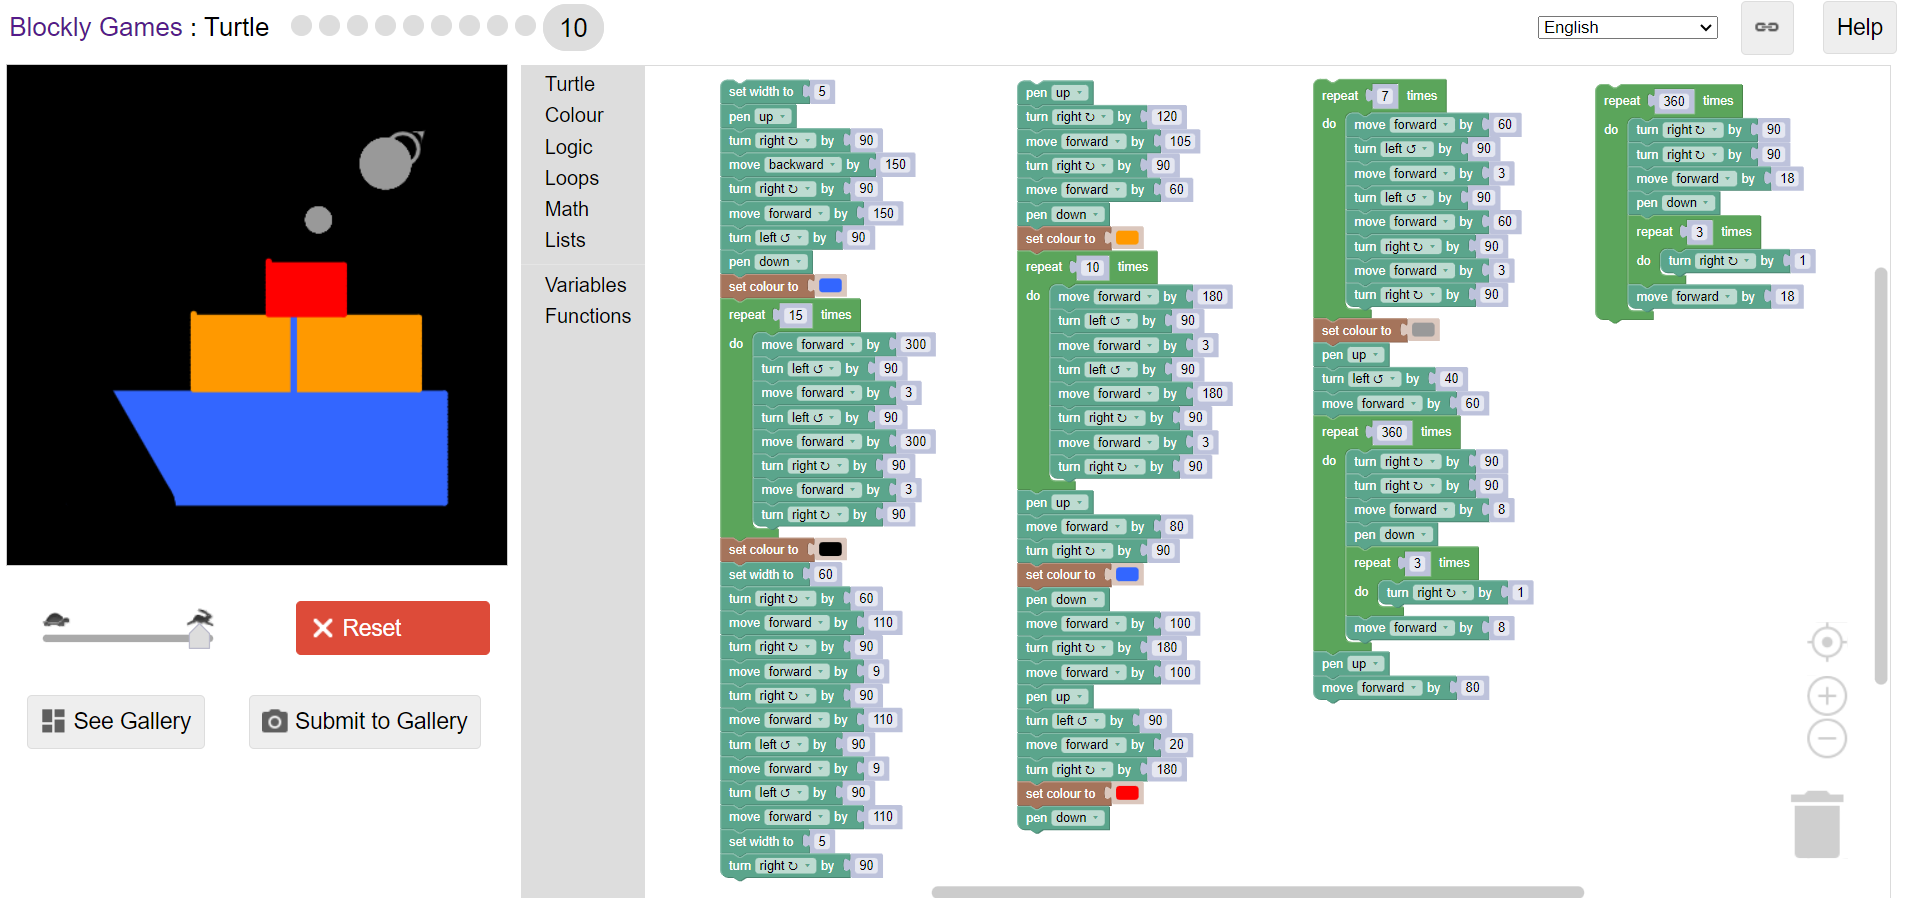 Blockly Games : Turtle 10
English
Help
Turtle
Colour
Logic
Loops
Math
Lists
Variables
Functions
Reset
See Gallery
Submit to Gallery
set width to 5
pen up
turn right ↻ by 90
move backward by 150
turn right ↻ by 90
move forward by 150
turn left ↺ by 90
pen down
set colour to
repeat 15 times
do move forward by 300
turn left ↺ by 90
move forward by 3
turn left ↺ by 90
move forward by 300
turn right ↻ by 90
move forward by 3
turn right ↻ by 90
set colour to
set width to 60
turn right ↻ by 60
move forward by 110
turn right ↻ by 90
move forward by 9
turn right ↻ by 90
move forward by 110
turn left ↺ by 90
move forward by 9
turn left ↺ by 90
move forward by 110
set width to 5
turn right ↻ by 90
pen up
turn right ↻ by 120
move forward by 105
turn right ↻ by 90
move forward by 60
pen down
set colour to
repeat 10 times
do move forward by 180
turn left ↺ by 90
move forward by 3
turn left ↺ by 90
move forward by 180
turn right ↻ by 90
move forward by 3
turn right ↻ by 90
pen up
move forward by 80
turn right ↻ by 90
set colour to
pen down
move forward by 100
turn right ↻ by 180
move forward by 100
pen up
turn left ↺ by 90
move forward by 20
turn right ↻ by 180
set colour to
pen down
repeat 7 times
do move forward by 60
turn left ↺ by 90
move forward by 3
turn left ↺ by 90
move forward by 60
turn right ↻ by 90
move forward by 3
turn right ↻ by 90
set colour to
pen up
turn left ↺ by 40
move forward by 60
repeat 360 times
do turn right ↻ by 90
turn right ↻ by 90
move forward by 8
pen down
repeat 3 times
do turn right ↻ by 1
move forward by 8
pen up
move forward by 80
repeat 360 times
do turn right ↻ by 90
turn right ↻ by 90
move forward by 18
pen down
repeat 3 times
do turn right ↻ by 1
move forward by 18